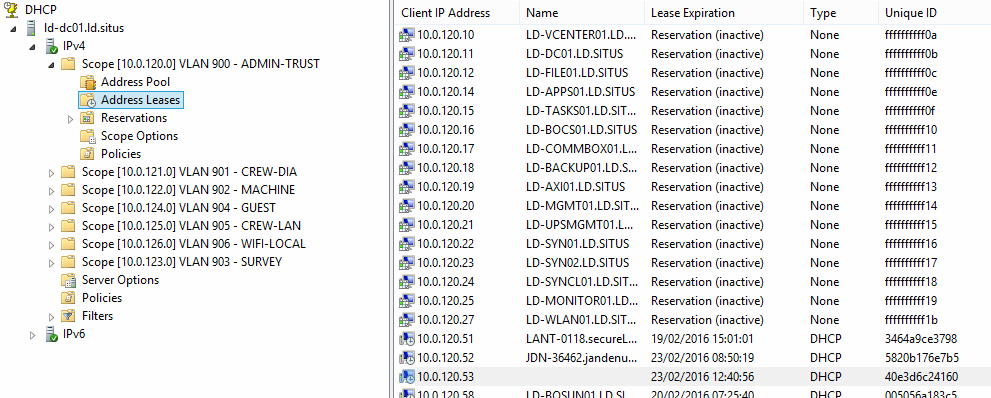 DHCP
ld-dc01.ld.situs
IPv4
Scope [10.0.120.0] VLAN 900 - ADMIN-TRUST
Address Pool
Address Leases
Reservations
Scope Options
Policies
Scope [10.0.121.0] VLAN 901 - CREW-DIA
Scope [10.0.122.0] VLAN 902 - MACHINE
Scope [10.0.124.0] VLAN 904 - GUEST
Scope [10.0.125.0] VLAN 905 - CREW-LAN
Scope [10.0.126.0] VLAN 906 - WIFI-LOCAL
Scope [10.0.123.0] VLAN 903 - SURVEY
Server Options
Policies
Filters
IPv6
Client IP Address Name Lease Expiration Type Unique ID
10.0.120.10 LD-VCENTER01.LD.... Reservation (inactive) None ffffffffff0a
10.0.120.11 LD-DC01.LD.SITUS Reservation (inactive) None ffffffffff0b
10.0.120.12 LD-FILE01.LD.SITUS Reservation (inactive) None ffffffffff0c
10.0.120.14 LD-APPS01.LD.SITUS Reservation (inactive) None ffffffffff0e
10.0.120.15 LD-TASKS01.LD.SIT... Reservation (inactive) None ffffffffff0f
10.0.120.16 LD-BOCS01.LD.SITUS Reservation (inactive) None ffffffffff10
10.0.120.17 LD-COMMBOX01.L... Reservation (inactive) None ffffffffff11
10.0.120.18 LD-BACKUP01.LD.S... Reservation (inactive) None ffffffffff12
10.0.120.19 LD-AXI01.LD.SITUS Reservation (inactive) None ffffffffff13
10.0.120.20 LD-MGMT01.LD.SIT... Reservation (inactive) None ffffffffff14
10.0.120.21 LD-UPSMGMT01.L... Reservation (inactive) None ffffffffff15
10.0.120.22 LD-SYN01.LD.SITUS Reservation (inactive) None ffffffffff16
10.0.120.23 LD-SYN02.LD.SITUS Reservation (inactive) None ffffffffff17
10.0.120.24 LD-SYNCL01.LD.SIT... Reservation (inactive) None ffffffffff18
10.0.120.25 LD-MONITOR01.LD... Reservation (inactive) None ffffffffff19
10.0.120.27 LD-WLAN01.LD.SIT... Reservation (inactive) None ffffffffff1b
10.0.120.51 LANT-0118.secureL... 19/02/2016 15:01:01 DHCP 3464a9ce3798
10.0.120.52 JDN-36462.jandenu... 23/02/2016 08:50:19 DHCP 5820b176e7b5
10.0.120.53 23/02/2016 12:40:56 DHCP 40e3d6c24160
10.0.120.58 LD-BOSUN01.LD.SI... 20/02/2016 07:25:40 DHCP 005056a183c5